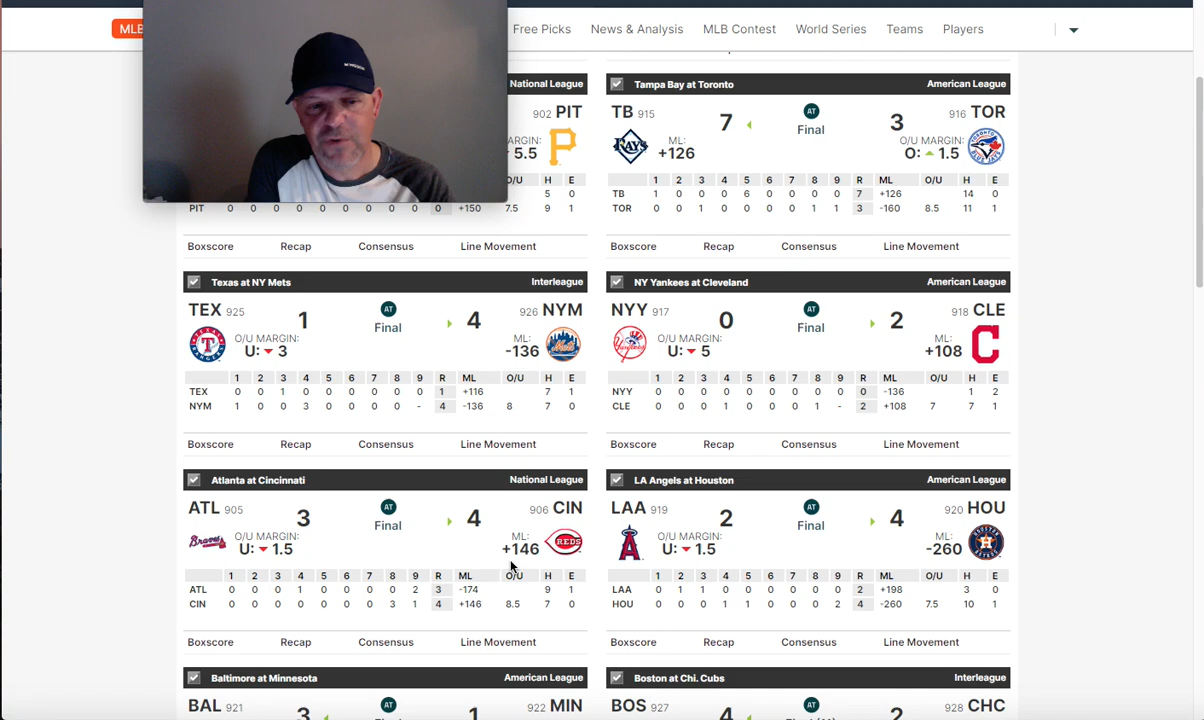 MLB Free Picks News & Analysis MLB Contest World Series Teams Players
National League
902 PIT
MARGIN:
5.5
O/U H E
5 0
PIT 0 0 0 0 0 0 0 0 0 0 +150 7.5 9 1
Boxscore Recap Consensus Line Movement
Tampa Bay at Toronto American League
TB 915 7 AT Final 3 916 TOR
ML: +126
O/U MARGIN: O: 1.5
1 2 3 4 5 6 7 8 9 R ML O/U H E
TB 1 0 0 0 6 0 0 0 0 7 +126 14 0
TOR 0 0 1 0 0 0 0 1 1 3 -160 8.5 11 1
Boxscore Recap Consensus Line Movement
Texas at NY Mets Interleague
TEX 925 1 AT Final 4 926 NYM
O/U MARGIN: U: 3
ML: -136
1 2 3 4 5 6 7 8 9 R ML O/U H E
TEX 0 0 1 0 0 0 0 0 0 1 +116 7 1
NYM 1 0 0 3 0 0 0 0 - 4 -136 8 7 0
Boxscore Recap Consensus Line Movement
NY Yankees at Cleveland American League
NYY 917 0 AT Final 2 918 CLE
O/U MARGIN: U: 5
ML: +108
1 2 3 4 5 6 7 8 9 R ML O/U H E
NYY 0 0 0 0 0 0 0 0 0 0 -136 1 2
CLE 0 0 0 1 0 0 0 1 - 2 +108 7 7 1
Boxscore Recap Consensus Line Movement
Atlanta at Cincinnati National League
ATL 905 3 AT Final 4 906 CIN
O/U MARGIN: U: 1.5
ML: +146
1 2 3 4 5 6 7 8 9 R ML O/U H E
ATL 0 0 0 1 0 0 0 0 2 3 -174 9 1
CIN 0 0 0 0 0 0 0 3 1 4 +146 8.5 7 0
Boxscore Recap Consensus Line Movement
LA Angels at Houston American League
LAA 919 2 AT Final 4 920 HOU
O/U MARGIN: U: 1.5
ML: -260
1 2 3 4 5 6 7 8 9 R ML O/U H E
LAA 0 1 1 0 0 0 0 0 0 2 +198 3 0
HOU 0 0 0 1 1 0 0 0 2 4 -260 7.5 10 1
Boxscore Recap Consensus Line Movement
Baltimore at Minnesota American League
BAL 921 3 AT 1 922 MIN
Boston at Chi. Cubs Interleague
BOS 927 4 AT 2 928 CHC